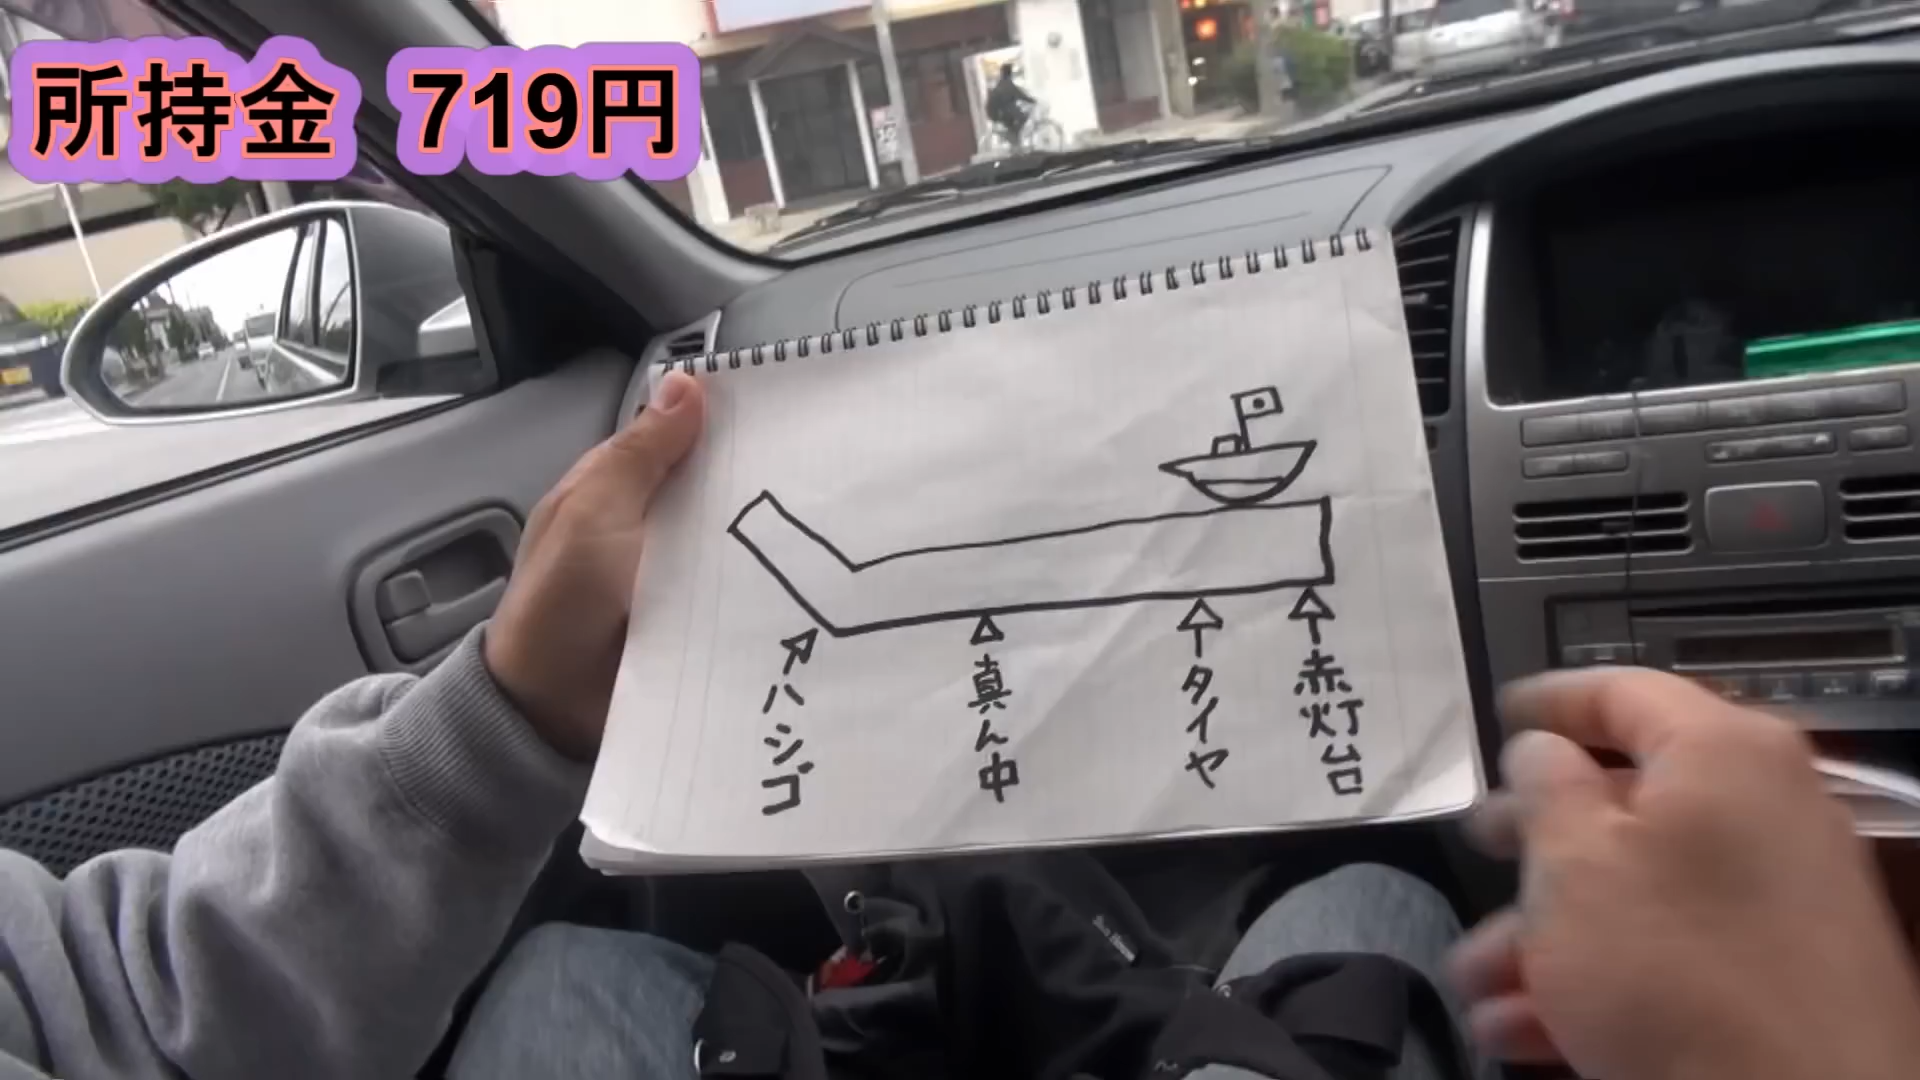 所持金 719円
ハシゴ
真ん中
タイヤ
赤灯台